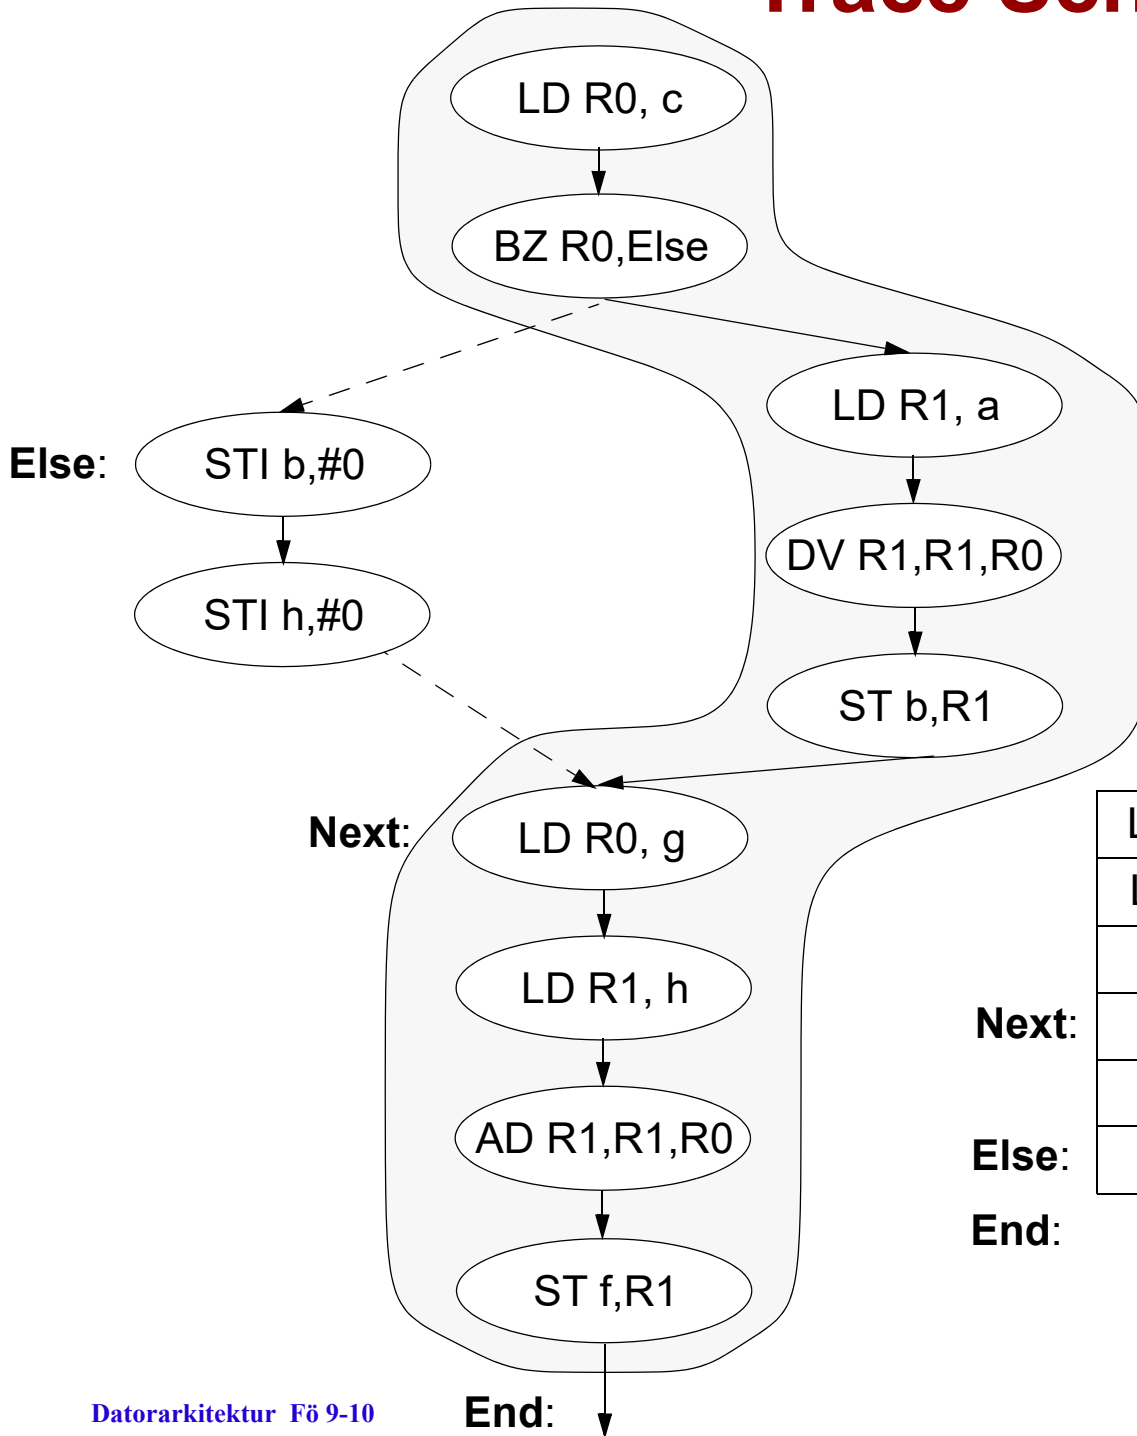 LD R0, c
BZ R0,Else
LD R1, a
Else: STI b,#0
DV R1,R1,R0
STI h,#0
ST b,R1
Next: LD R0, g
L
L
LD R1, h
Next:
AD R1,R1,R0
Else:
End:
ST f,R1
Datorarkitektur Fö 9-10
End: